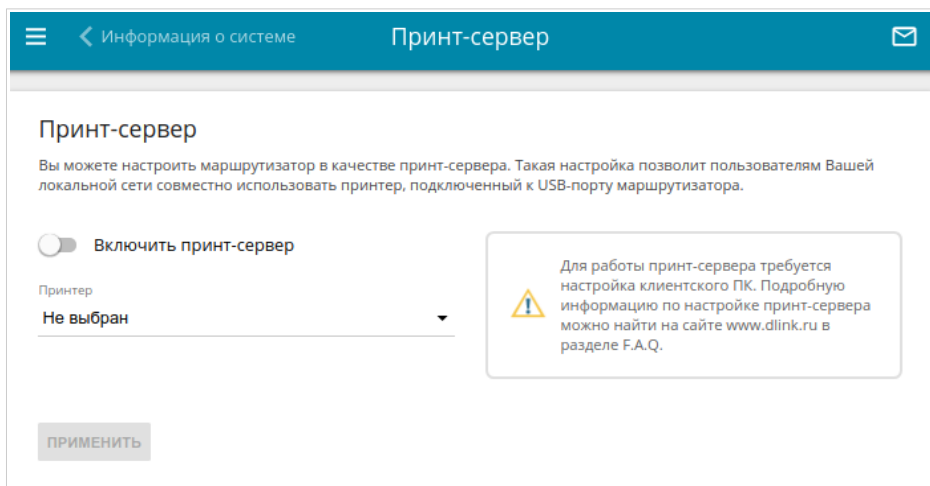 Информация о системе
Принт-сервер
Принт-сервер
Вы можете настроить маршрутизатор в качестве принт-сервера. Такая настройка позволит пользователям Вашей
локальной сети совместно использовать принтер, подключенный к USB-порту маршрутизатора.
Включить принт-сервер
Принтер
Не выбран
Для работы принт-сервера требуется
настройка клиентского ПК. Подробную
информацию по настройке принт-сервера
можно найти на сайте www.dlink.ru в
разделе F.A.Q.
ПРИМЕНИТЬ